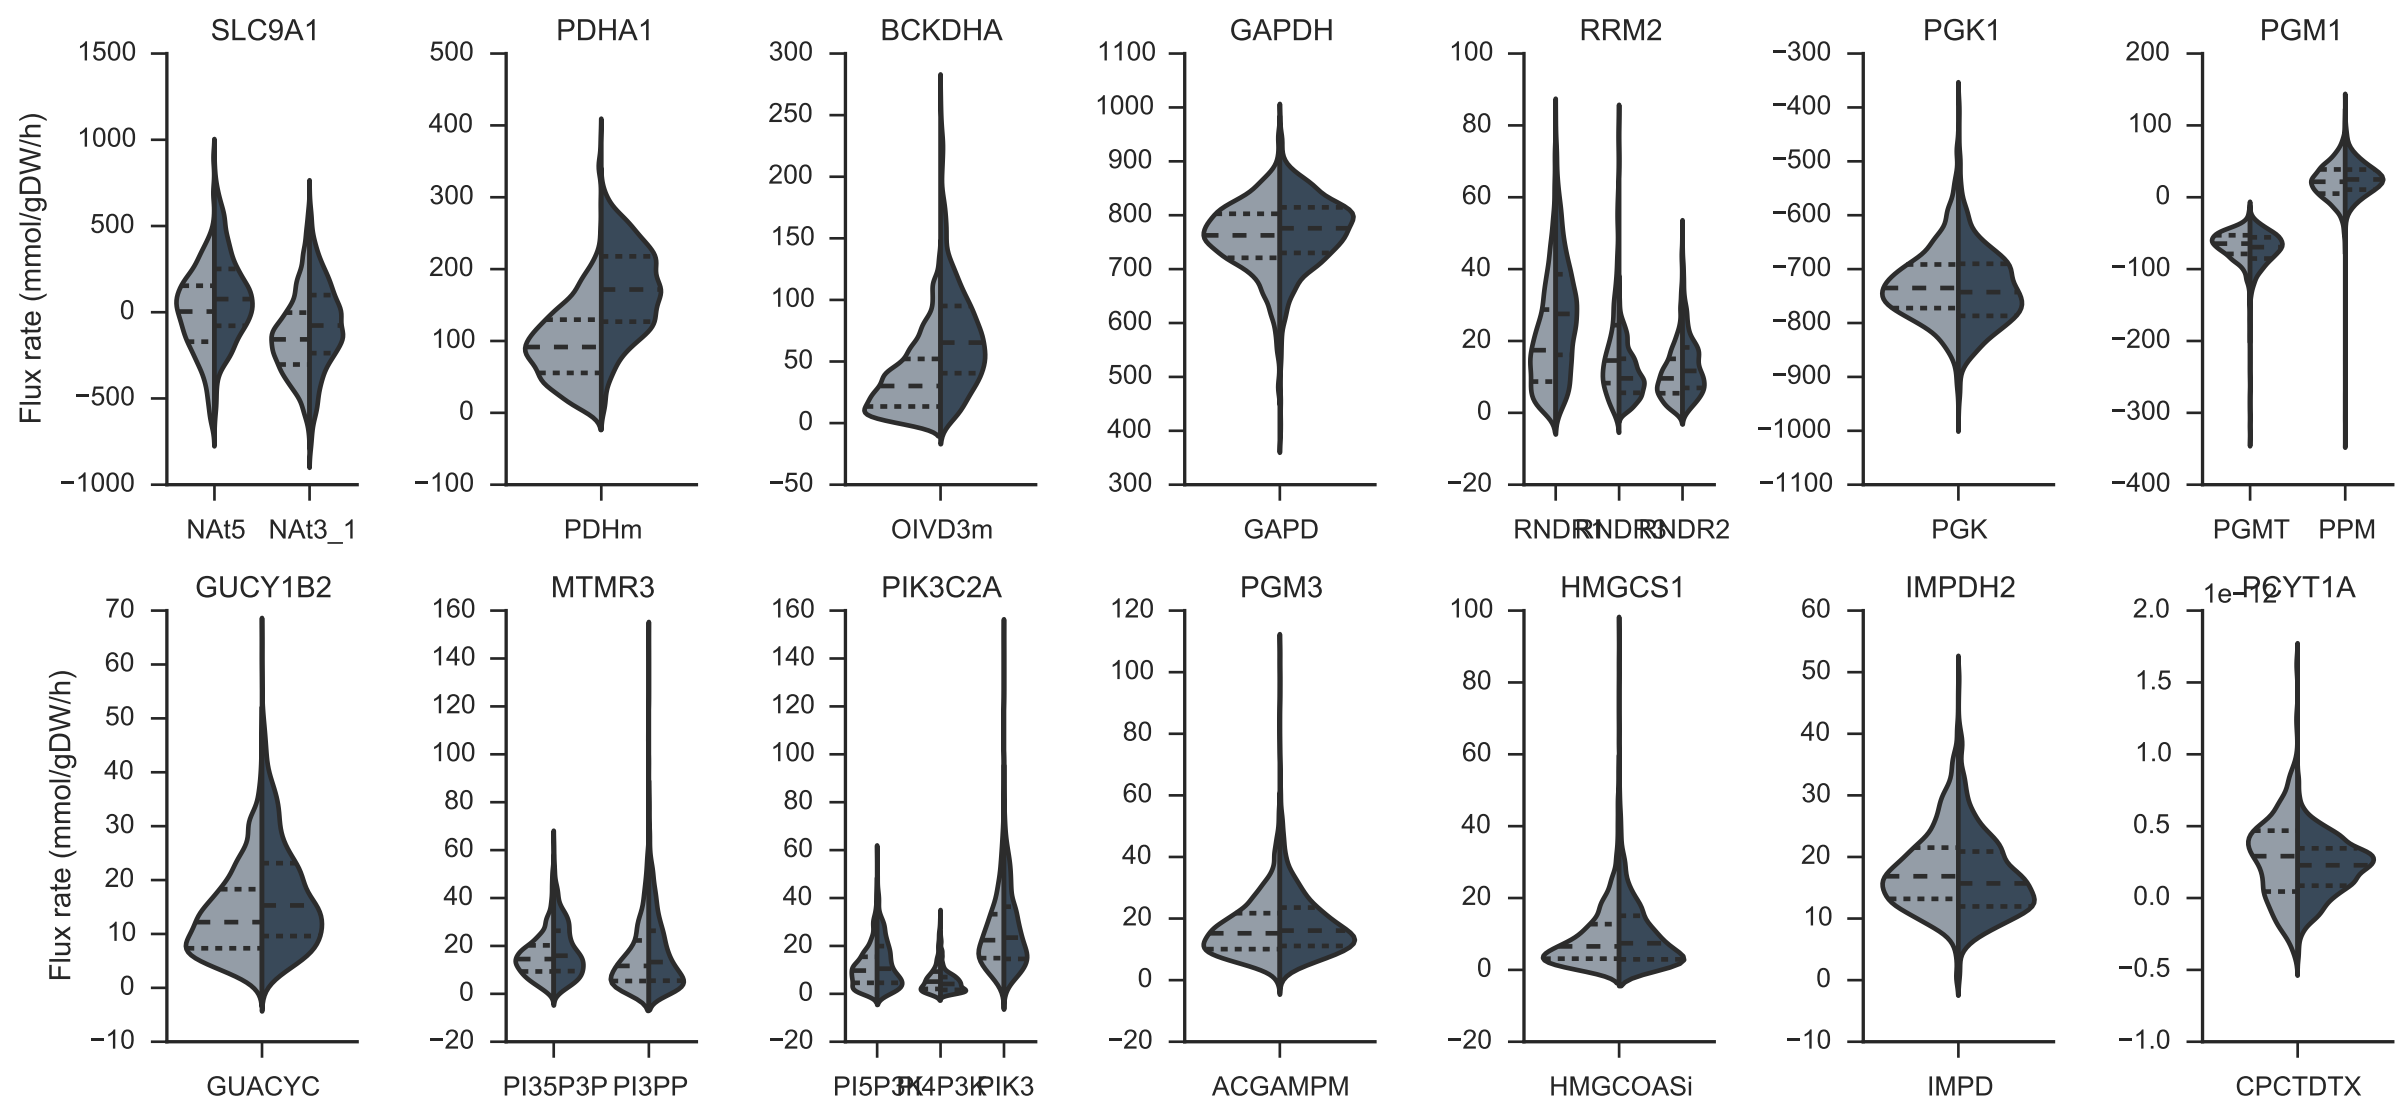 SLC9A1 PDHA1 BCKDHA GAPDH RRM2 PGK1 PGM1
Flux rate (mmol/gDW/h)
1500 1000 500 0 −500 −1000
NAt5 NAt3_1
500 400 300 200 100 0 −100
PDHm
300 250 200 150 100 50 0 −50
OIVD3m
1100 1000 900 800 700 600 500 400 300
GAPD
100 80 60 40 20 0 −20
RNDR1 RNDR3 RNDR2
−300 −400 −500 −600 −700 −800 −900 −1000 −1100
PGK
200 100 0 −100 −200 −300 −400
PGMT PPM
GUCY1B2 MTMR3 PIK3C2A PGM3 HMGCS1 IMPDH2 PCYT1A
Flux rate (mmol/gDW/h)
70 60 50 40 30 20 10 0 −10
GUACYC
160 140 120 100 80 60 40 20 0 −20
PI35P3P PI3PP
160 140 120 100 80 60 40 20 0 −20
PI5P3K PI4P3K PIK3
120 100 80 60 40 20 0 −20
ACGAMPM
100 80 60 40 20 0 −20
HMGCOASi
60 50 40 30 20 10 0 −10
IMPD
1e−12
2.0 1.5 1.0 0.5 0.0 −0.5 −1.0
CPCTDTX